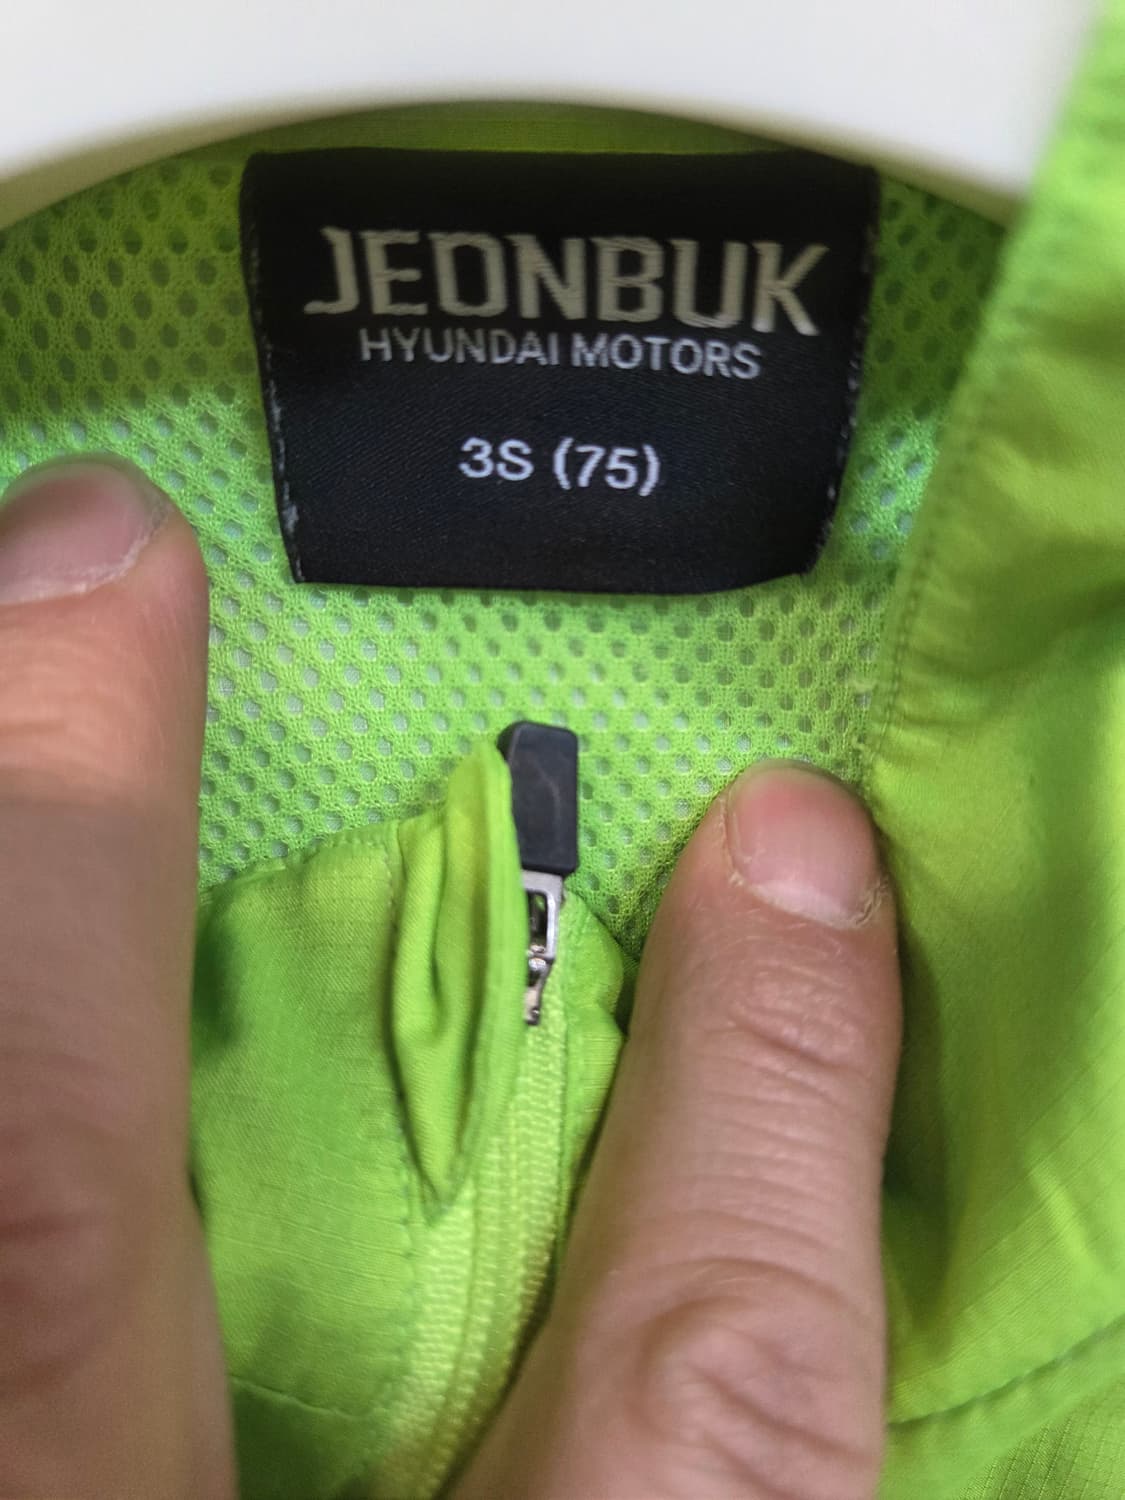 JEONBUK
HYUNDAI MOTORS
3S (75)